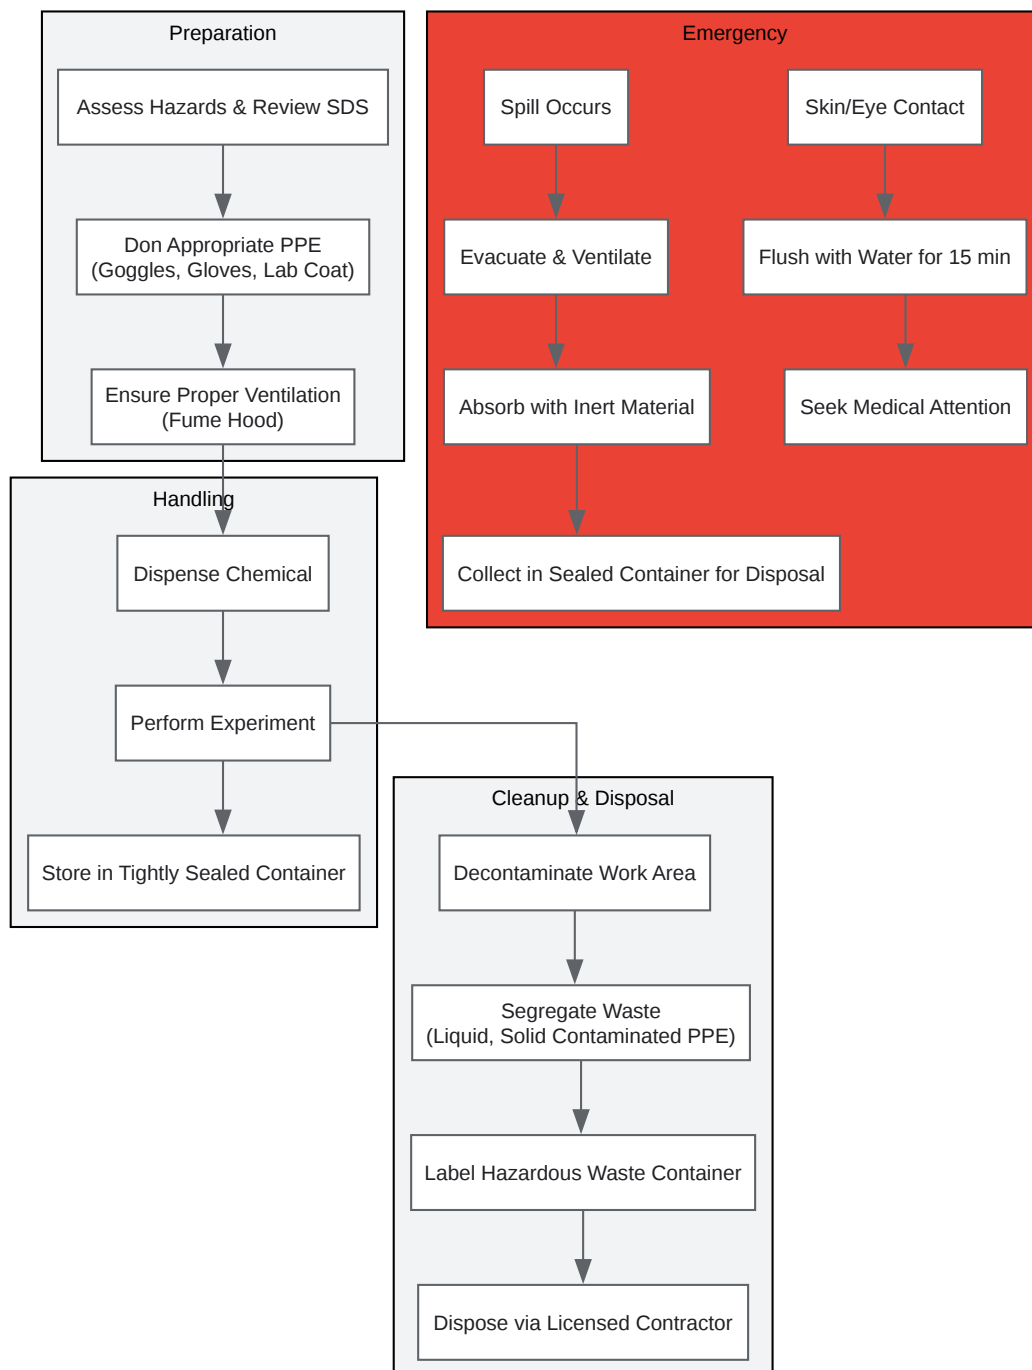 Preparation
Assess Hazards & Review SDS
Don Appropriate PPE
(Goggles, Gloves, Lab Coat)
Ensure Proper Ventilation
(Fume Hood)
Emergency
Spill Occurs
Skin/Eye Contact
Evacuate & Ventilate
Flush with Water for 15 min
Absorb with Inert Material
Seek Medical Attention
Collect in Sealed Container for Disposal
Handling
Dispense Chemical
Perform Experiment
Store in Tightly Sealed Container
Cleanup & Disposal
Decontaminate Work Area
Segregate Waste
(Liquid, Solid Contaminated PPE)
Label Hazardous Waste Container
Dispose via Licensed Contractor